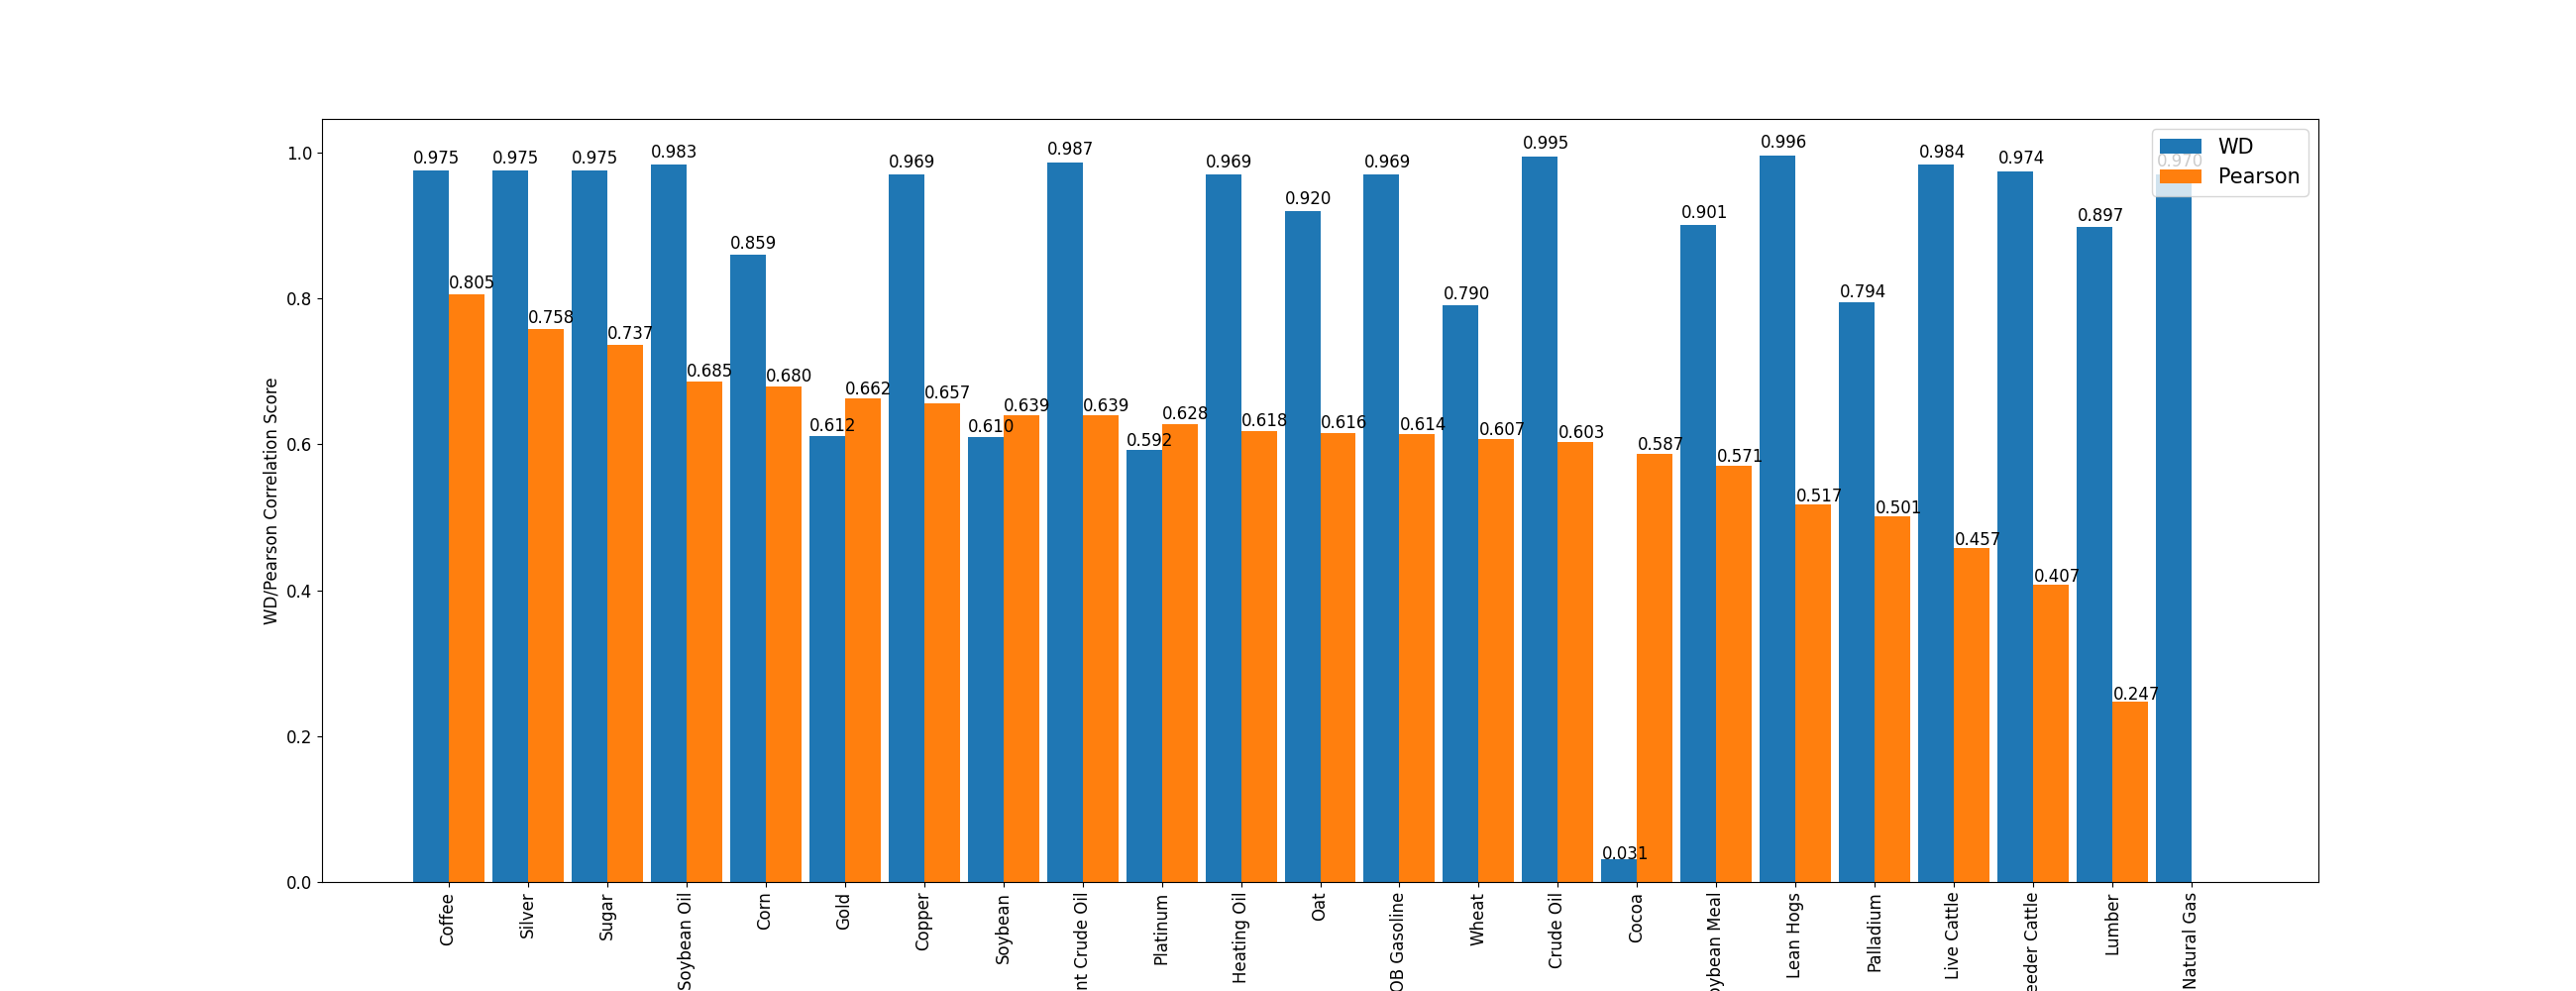 WD
Pearson
WD/Pearson Correlation Score
1.0
0.8
0.6
0.4
0.2
0.0
0.975
0.805
0.975
0.758
0.975
0.737
0.983
0.685
0.859
0.680
0.612
0.662
0.969
0.657
0.610
0.639
0.987
0.639
0.592
0.628
0.969
0.618
0.920
0.616
0.969
0.614
0.790
0.607
0.995
0.603
0.031
0.587
0.901
0.571
0.996
0.517
0.794
0.501
0.984
0.457
0.974
0.407
0.897
0.247
0.970
Coffee
Silver
Sugar
Soybean Oil
Corn
Gold
Copper
Soybean
nt Crude Oil
Platinum
Heating Oil
Oat
OB Gasoline
Wheat
Crude Oil
Cocoa
ybean Meal
Lean Hogs
Palladium
Live Cattle
eeder Cattle
Lumber
Natural Gas